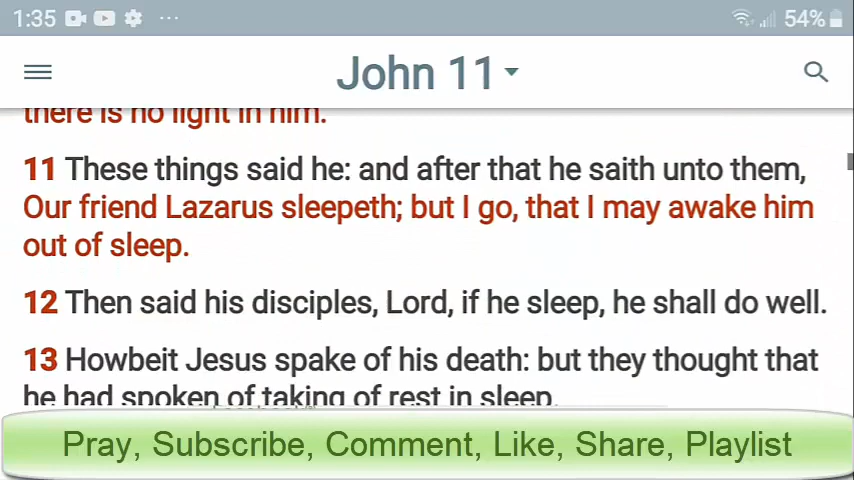 1:35 ... 54%
John 11
there is no light in him.
11 These things said he: and after that he saith unto them,
Our friend Lazarus sleepeth; but I go, that I may awake him
out of sleep.
12 Then said his disciples, Lord, if he sleep, he shall do well.
13 Howbeit Jesus spake of his death: but they thought that
he had spoken of taking of rest in sleep.
Pray, Subscribe, Comment, Like, Share, Playlist